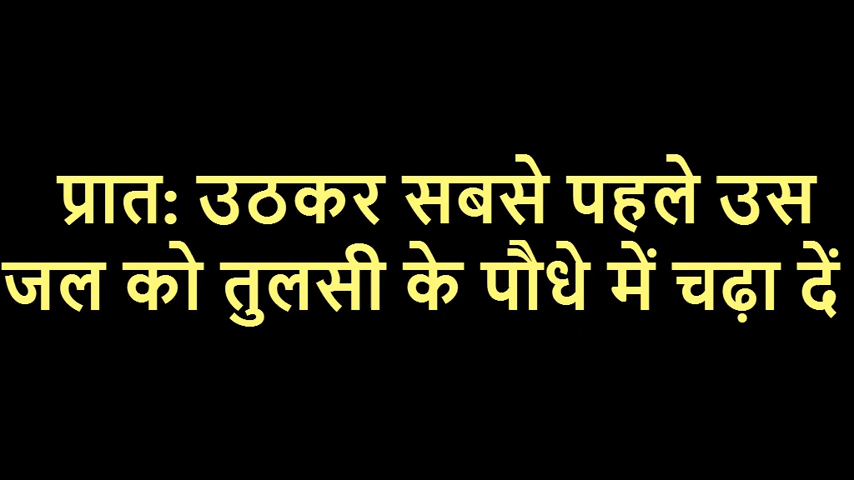 प्रात: उठकर सबसे पहले उस
जल को तुलसी के पौधे में चढ़ा दें